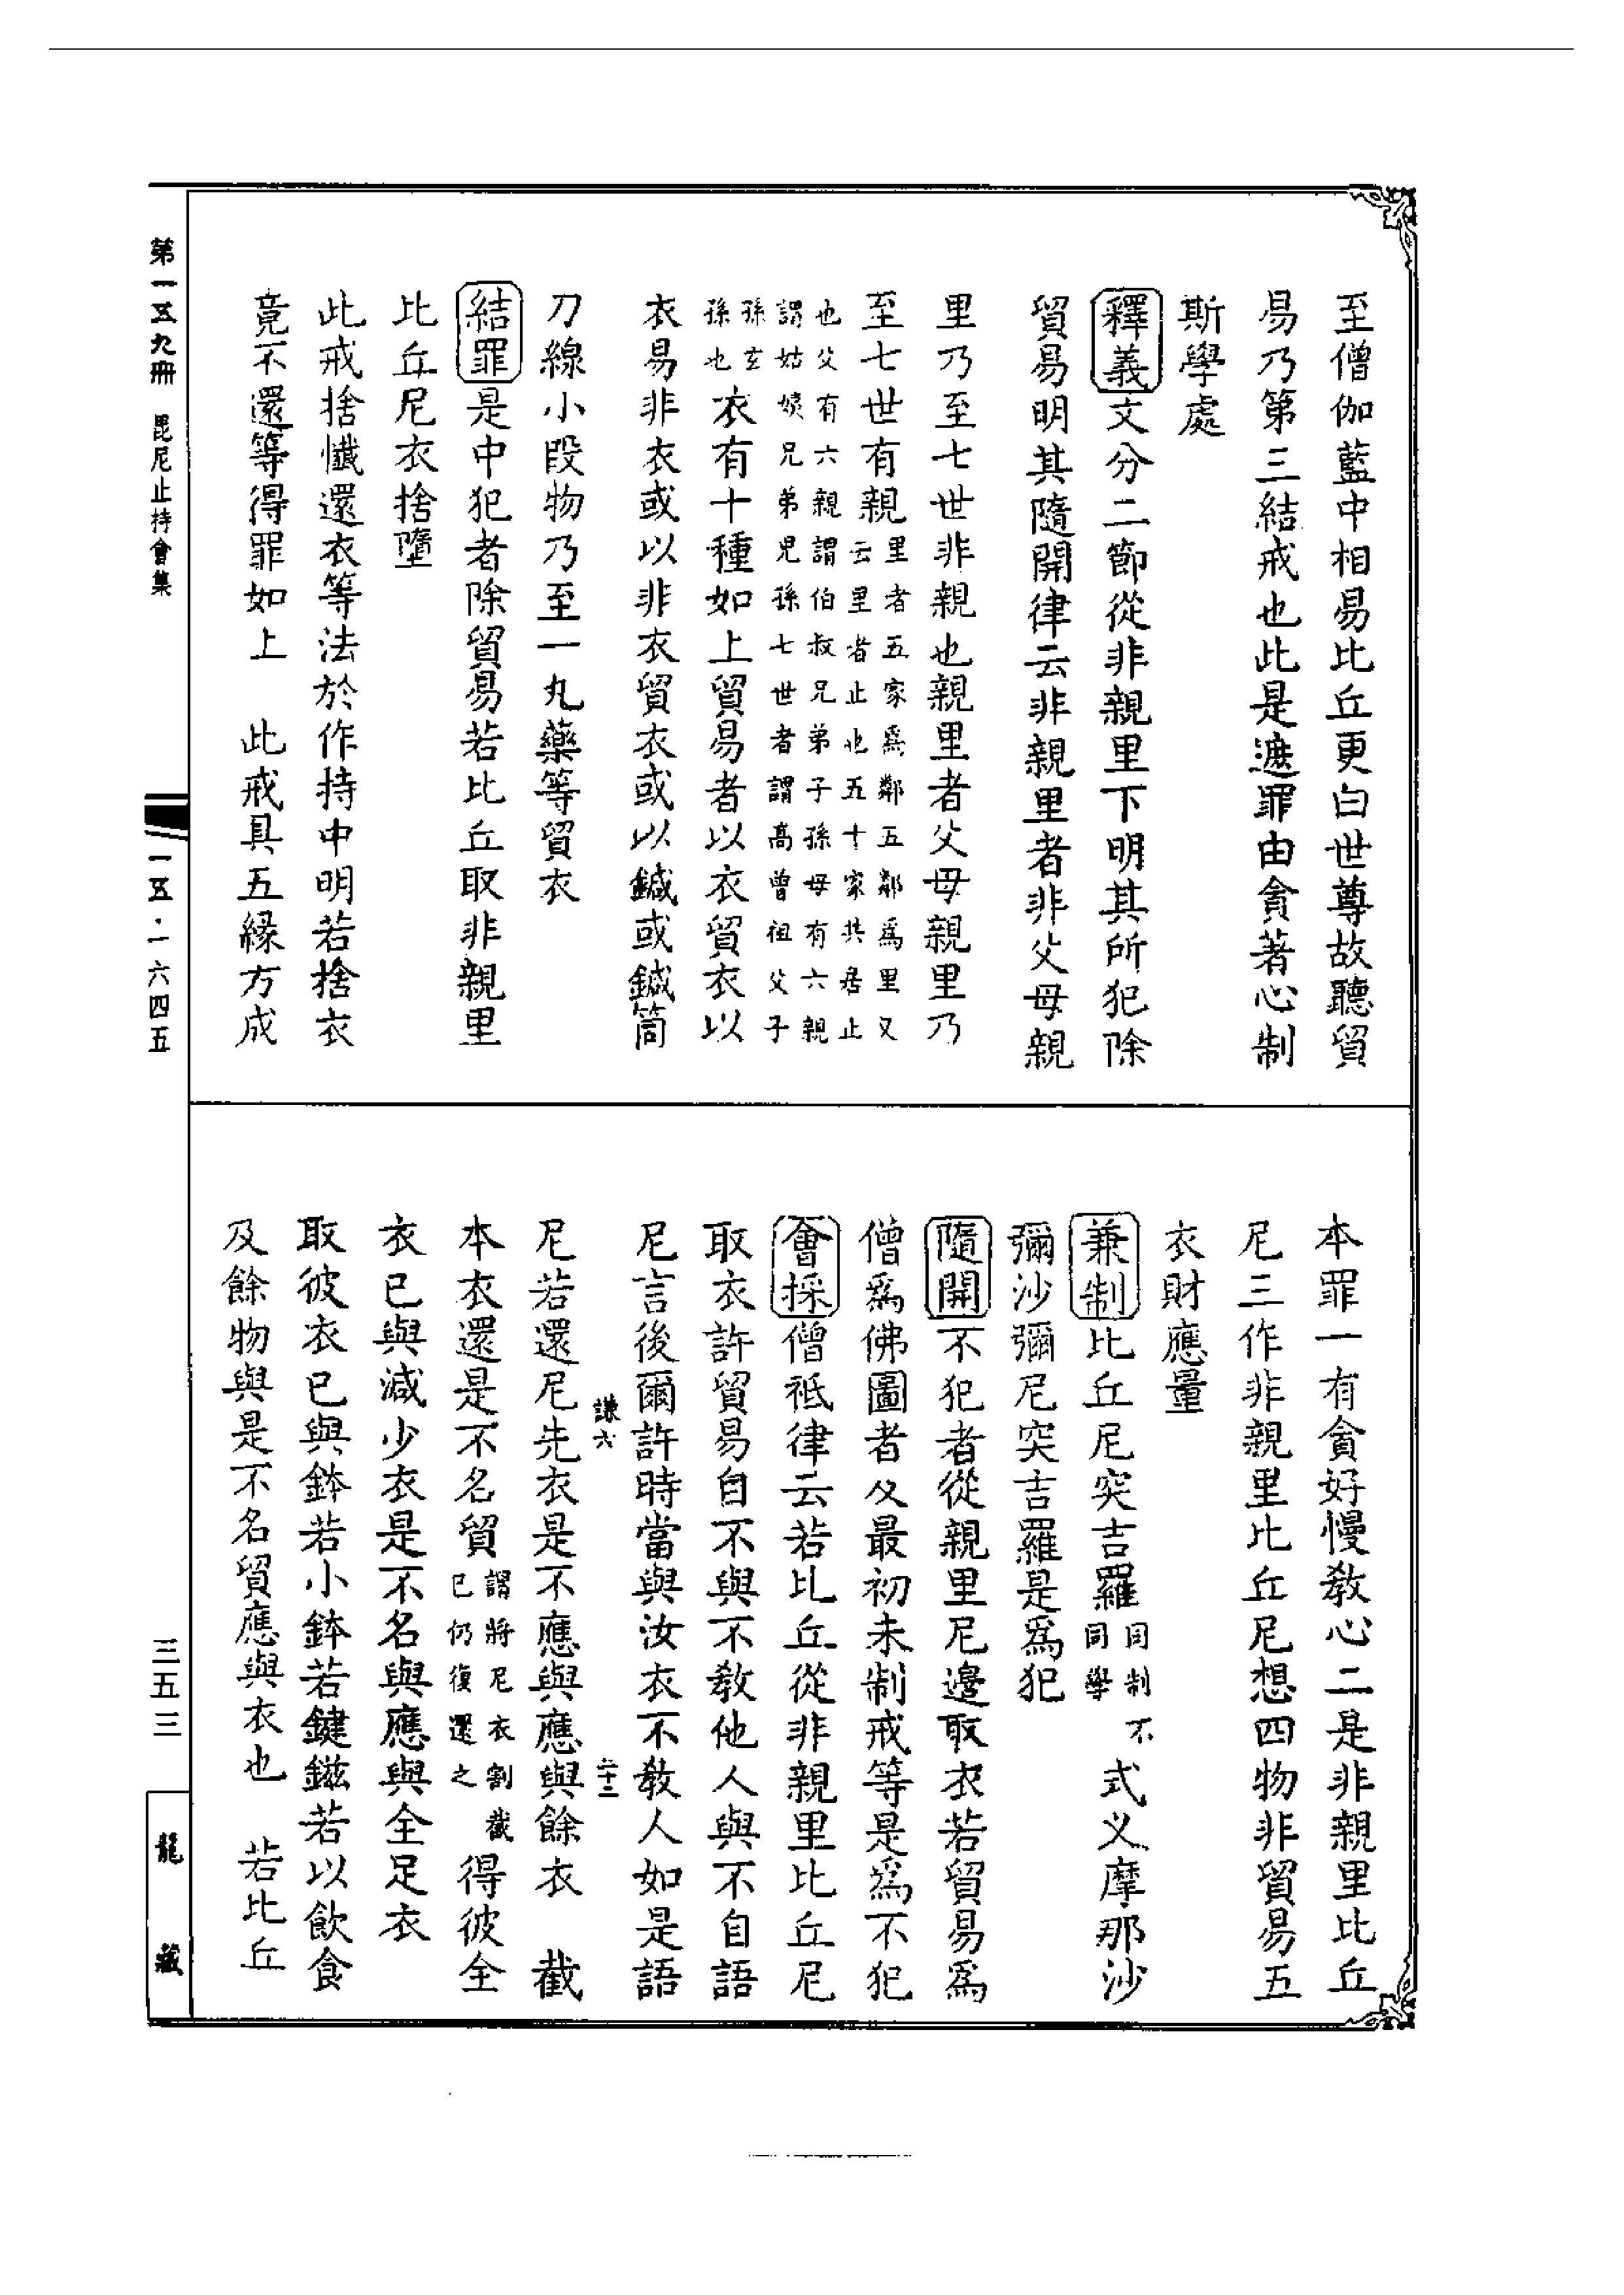 至僧伽藍中相易比丘更白世尊故聽貿
易乃第三結戒也此是遮罪由貪著心制
斯學處
釋義文分二節從非親里下明其所犯除
貿易明其隨開律云非親里者非父母親
里乃至七世非親也親里者父母親里乃
至七世有親里者五家為鄰五鄰為里又
云里者止也五十家共居止
也父有六親謂伯叔兄弟子孫母有六親
謂姑姨兄弟兒孫七世者謂高曾祖父子
孫玄
孫也衣有十種如上貿易者以衣貿衣以
衣易非衣或以非衣貿衣或以鍼或鍼筒
刀線小段物乃至一丸藥等貿衣
結罪是中犯者除貿易若比丘取非親里
比丘尼衣捨墮
此戒捨懺還衣等法於作持中明若捨衣
竟不還等得罪如上　此戒具五緣方成
本罪一有貪好慢教心二是非親里比丘
尼三作非親里比丘尼想四物非貿易五
衣財應量
兼制比丘尼突吉羅同制不
同學式义摩那沙
彌沙彌尼突吉羅是為犯
隨開不犯者從親里尼邊取衣若貿易為
僧為佛圖者及最初未制戒等是為不犯
會採僧祇律云若比丘從非親里比丘尼
取衣許貿易自不與不教他人與不自語
尼言後爾許時當與汝衣不教人如是語
謙六
二十二
尼若還尼先衣是不應與應與餘衣　截
本衣還是不名貿謂將尼衣割截
已仍復還之得彼全
衣已與減少衣是不名與應與全足衣
取彼衣已與鉢若小鉢若鍵鎡若以飲食
及餘物與是不名貿應與衣也　若比丘
第一五九冊　毘尼止持會集
一五·一六四五
三五三
龍藏